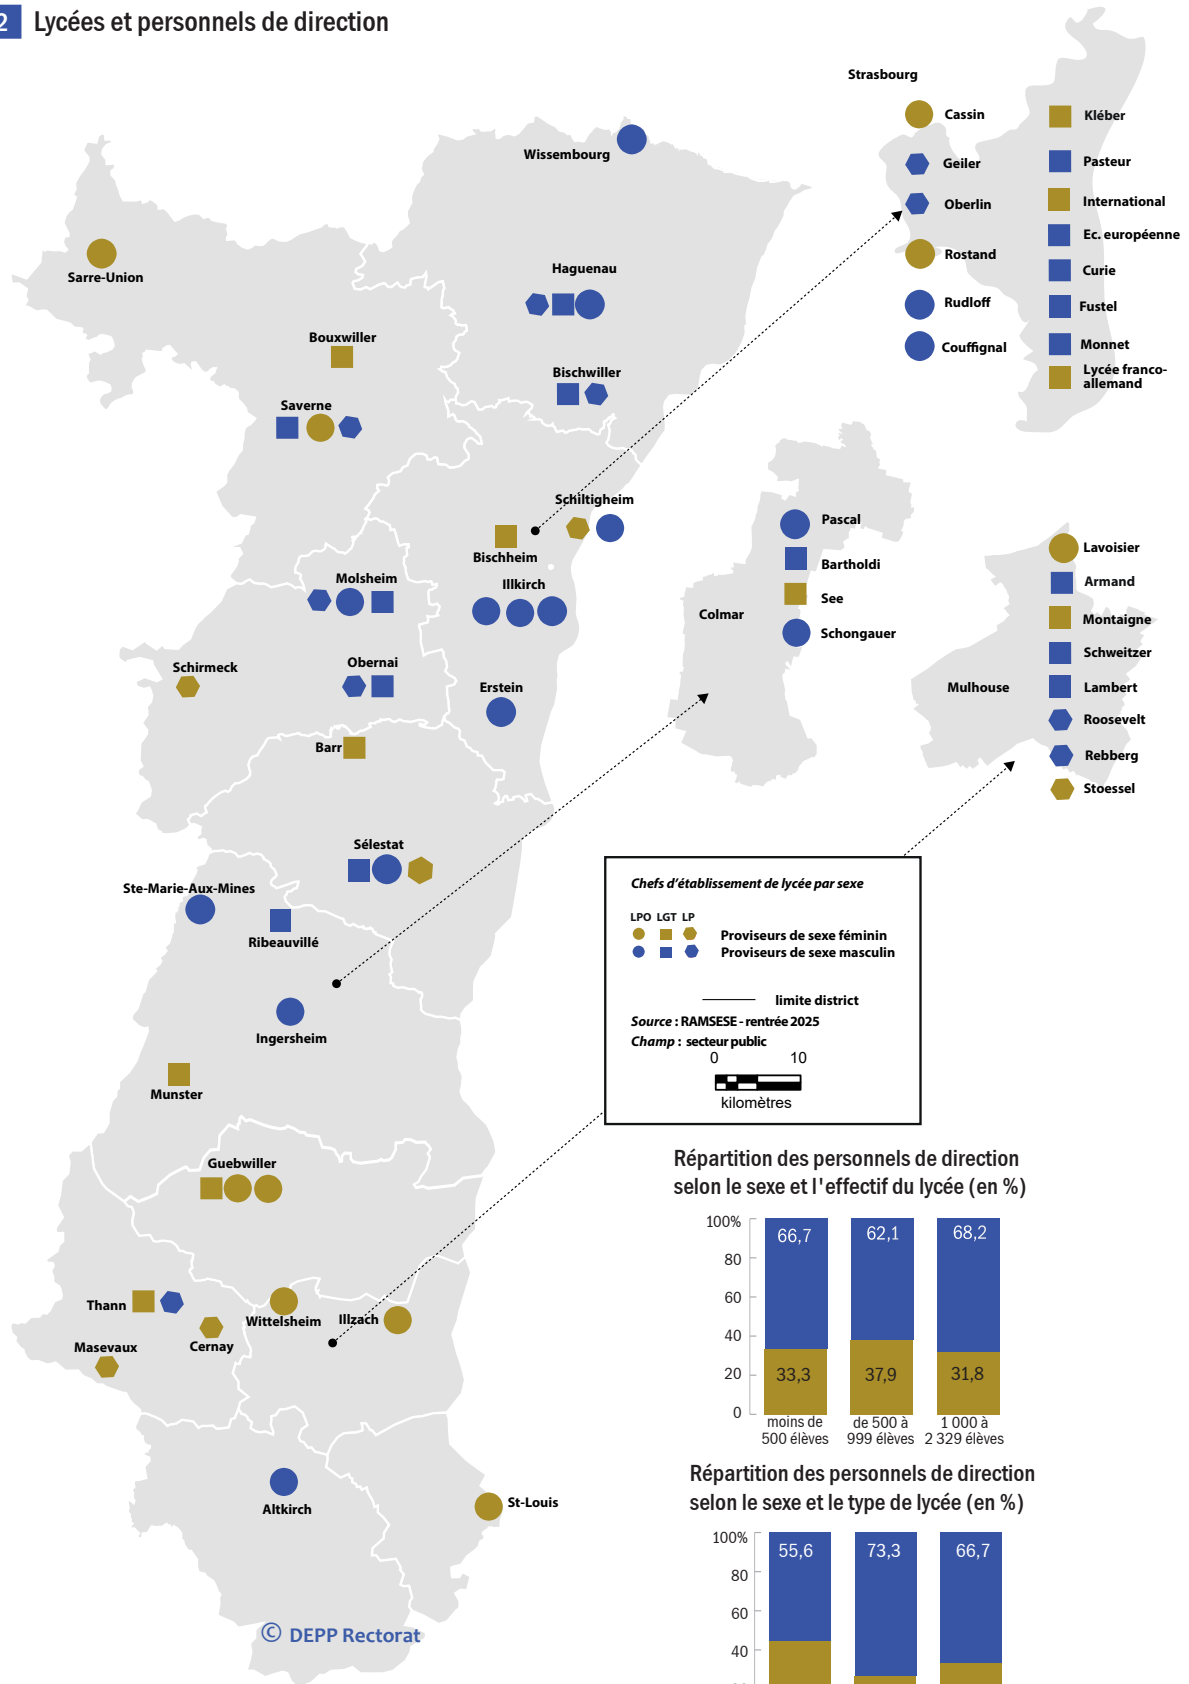 2 Lycées et personnels de direction
Strasbourg
Cassin
Geiler
Oberlin
Rostand
Rudloff
Couffignal
Kléber
Pasteur
International
Ec. européenne
Curie
Fustel
Monnet
Lycée franco-
allemand
Wissembourg
Sarre-Union
Haguenau
Bouxwiller
Bischwiller
Saverne
Schiltigheim
Bischheim
Molsheim
Illkirch
Schirmeck
Obernai
Erstein
Barr
Sélestat
Ste-Marie-Aux-Mines
Ribeauvillé
Ingersheim
Munster
Guebwiller
Thann
Wittelsheim
Illzach
Cernay
Masevaux
Altkirch
St-Louis
Colmar
Pascal
Bartholdi
See
Schongauer
Mulhouse
Lavoisier
Armand
Montaigne
Schweitzer
Lambert
Roosevelt
Rebberg
Stoessel
Chefs d'établissement de lycée par sexe
LPO LGT LP
Proviseurs de sexe féminin
Proviseurs de sexe masculin
limite district
Source : RAMSESE - rentrée 2025
Champ : secteur public
0 10
kilomètres
Répartition des personnels de direction
selon le sexe et l'effectif du lycée (en %)
100%
80
60
40
20
0
66,7 62,1 68,2
33,3 37,9 31,8
moins de
500 élèves
de 500 à
999 élèves
1 000 à
2 329 élèves
Répartition des personnels de direction
selon le sexe et le type de lycée (en %)
100%
80
60
40
55,6 73,3 66,7
© DEPP Rectorat